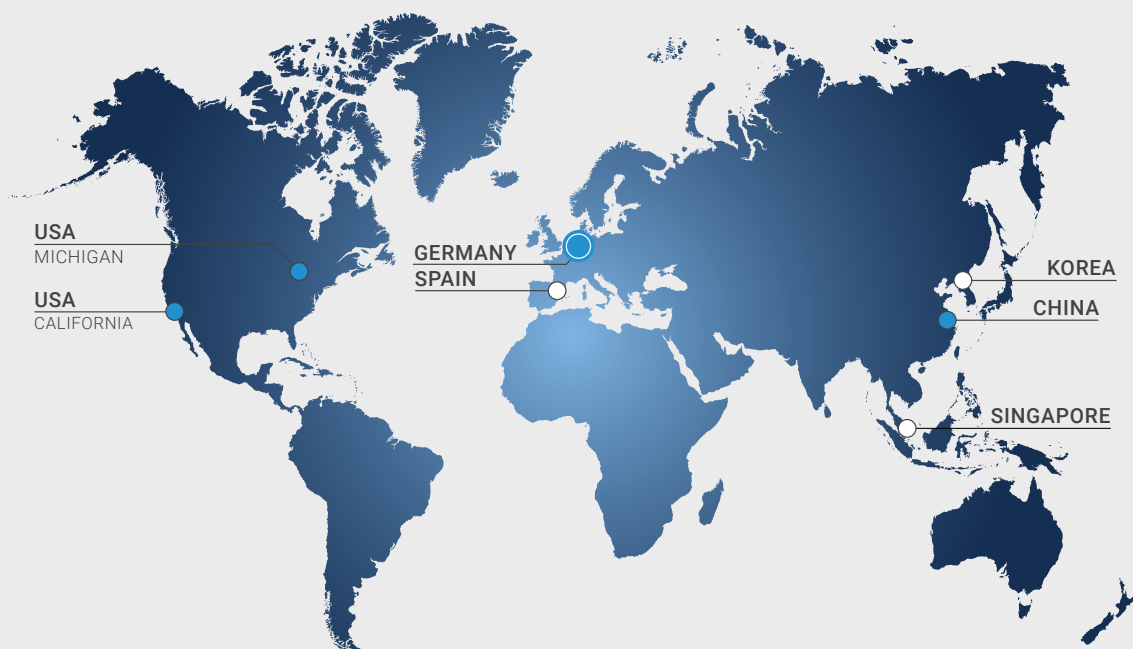 USA
MICHIGAN
USA
CALIFORNIA
GERMANY
SPAIN
KOREA
CHINA
SINGAPORE